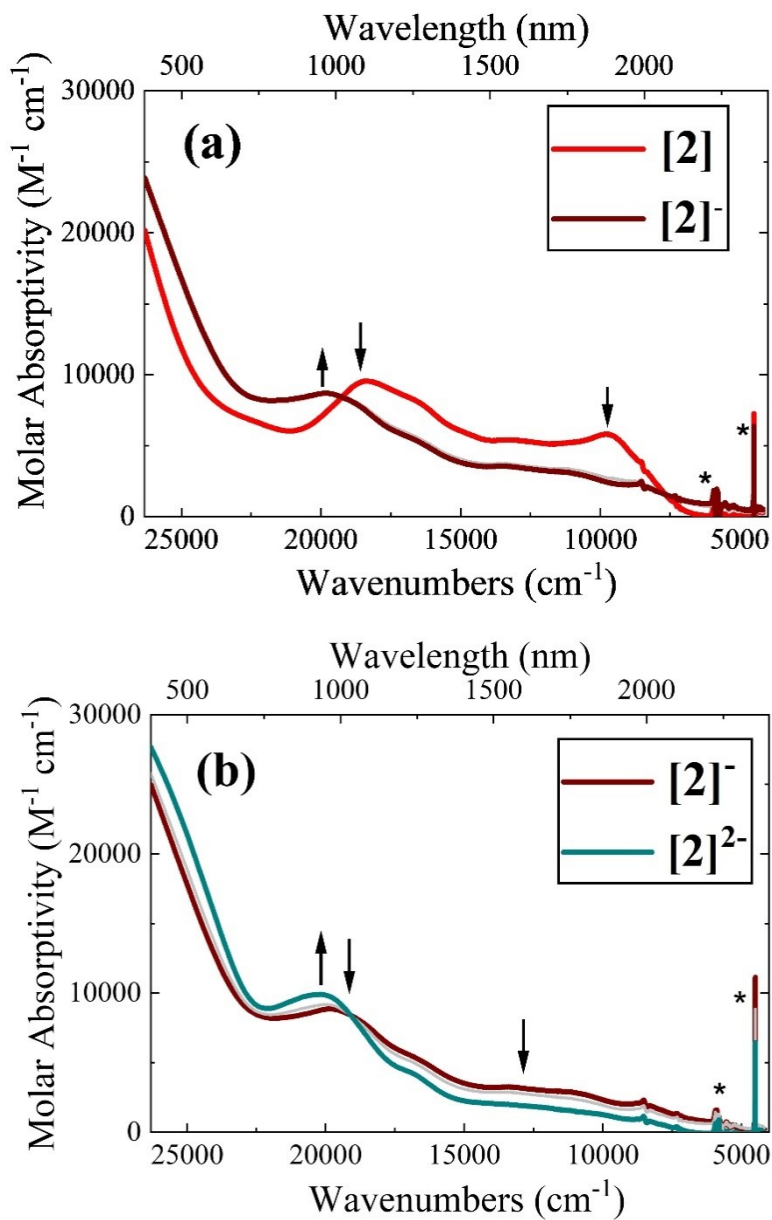 Wavelength (nm)
500 1000 1500 2000
Molar Absorptivity (M⁻¹ cm⁻¹)
30000
20000
10000
0
(a)
[2]
[2]⁻
*
*
25000 20000 15000 10000 5000
Wavenumbers (cm⁻¹)
Wavelength (nm)
500 1000 1500 2000
Molar Absorptivity (M⁻¹ cm⁻¹)
30000
20000
10000
0
(b)
[2]⁻
[2]²⁻
*
*
25000 20000 15000 10000 5000
Wavenumbers (cm⁻¹)